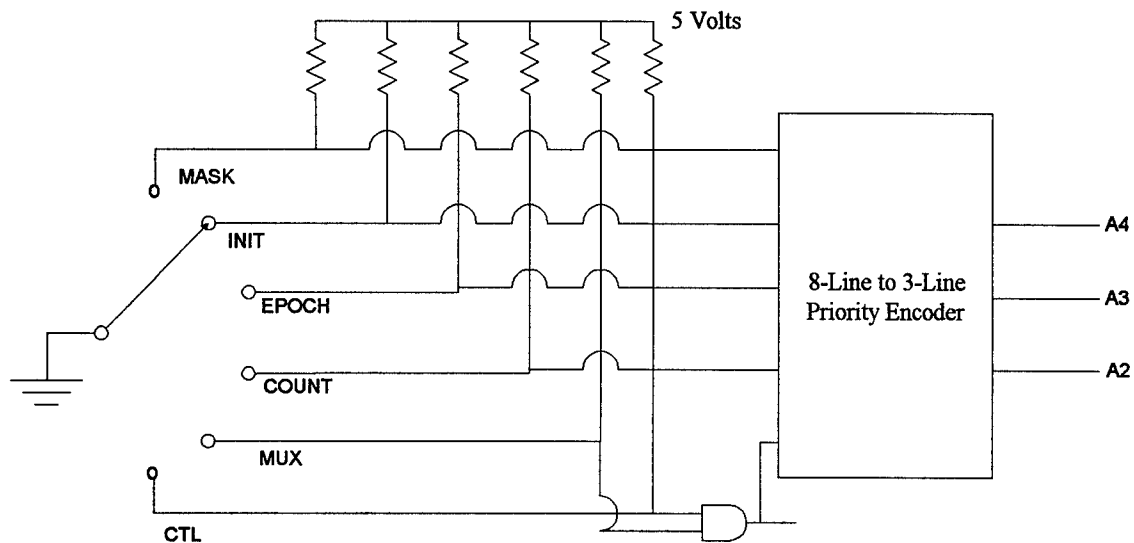 5 Volts
MASK
INIT
A4
EPOCH
8-Line to 3-Line
Priority Encoder
A3
COUNT
A2
MUX
CTL